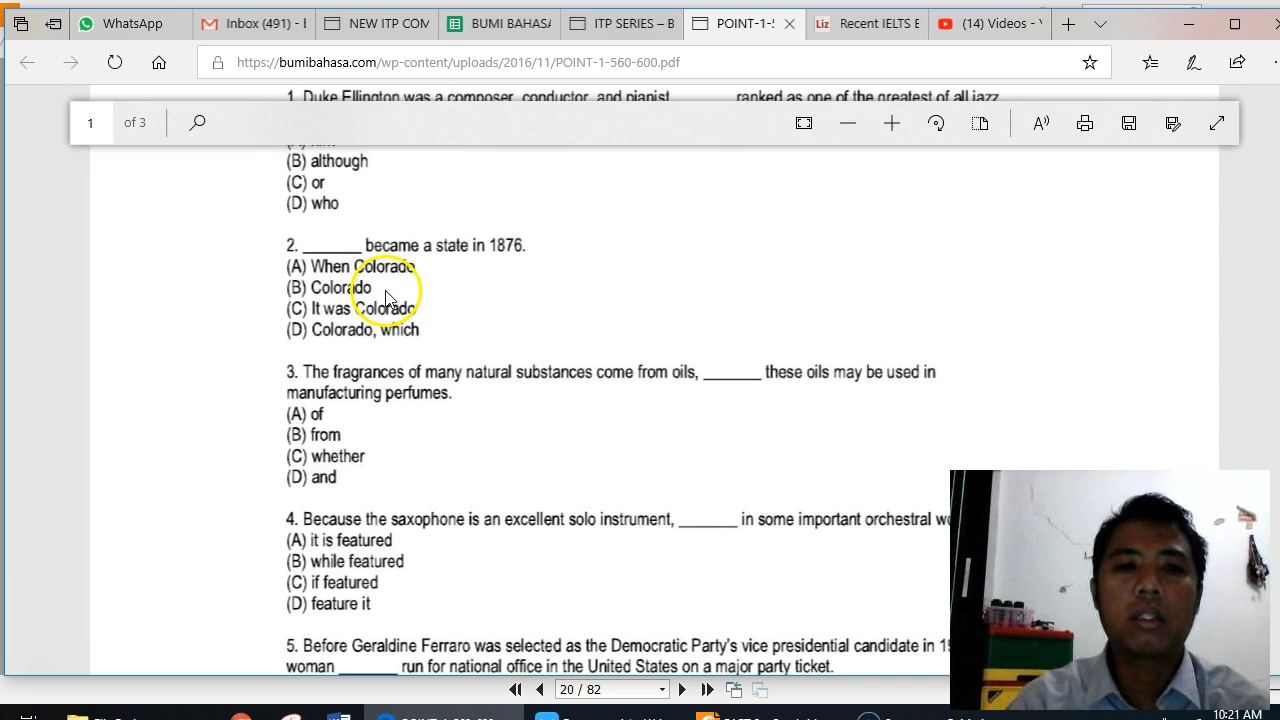 WhatsApp
Inbox (491) - l
NEW ITP COM
BUMI BAHASA
ITP SERIES – B
POINT-1-5
Liz
Recent IELTS E
(14) Videos -
https://bumibahasa.com/wp-content/uploads/2016/11/POINT-1-560-600.pdf
1. Duke Ellington was a composer, conductor, and pianist _______ ranked as one of the greatest of all jazz
1 of 3
(B) although
(C) or
(D) who
2. _______ became a state in 1876.
(A) When Colorado
(B) Colorado
(C) It was Colorado
(D) Colorado, which
3. The fragrances of many natural substances come from oils, _______ these oils may be used in
manufacturing perfumes.
(A) of
(B) from
(C) whether
(D) and
4. Because the saxophone is an excellent solo instrument, _______ in some important orchestral wo
(A) it is featured
(B) while featured
(C) if featured
(D) feature it
5. Before Geraldine Ferraro was selected as the Democratic Party's vice presidential candidate in 19
woman _______ run for national office in the United States on a major party ticket.
20 / 82
10:21 AM